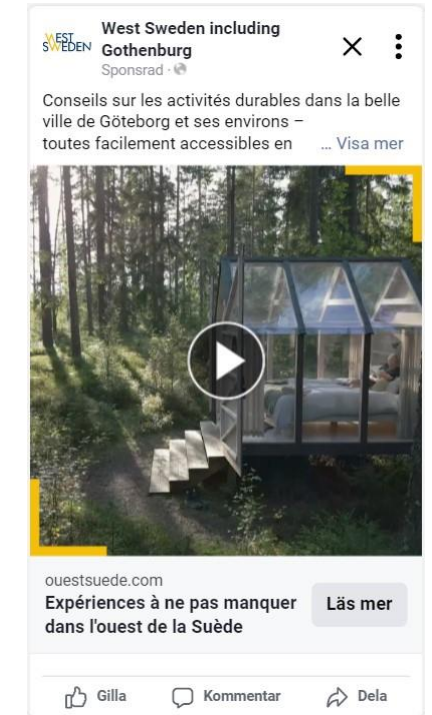 WEST
SWEDEN
West Sweden including
Gothenburg
Sponsrad ·
Conseils sur les activités durables dans la belle
ville de Göteborg et ses environs –
toutes facilement accessibles en ... Visa mer
ouestsuede.com
Expériences à ne pas manquer
dans l'ouest de la Suède
Läs mer
Gilla
Kommentar
Dela